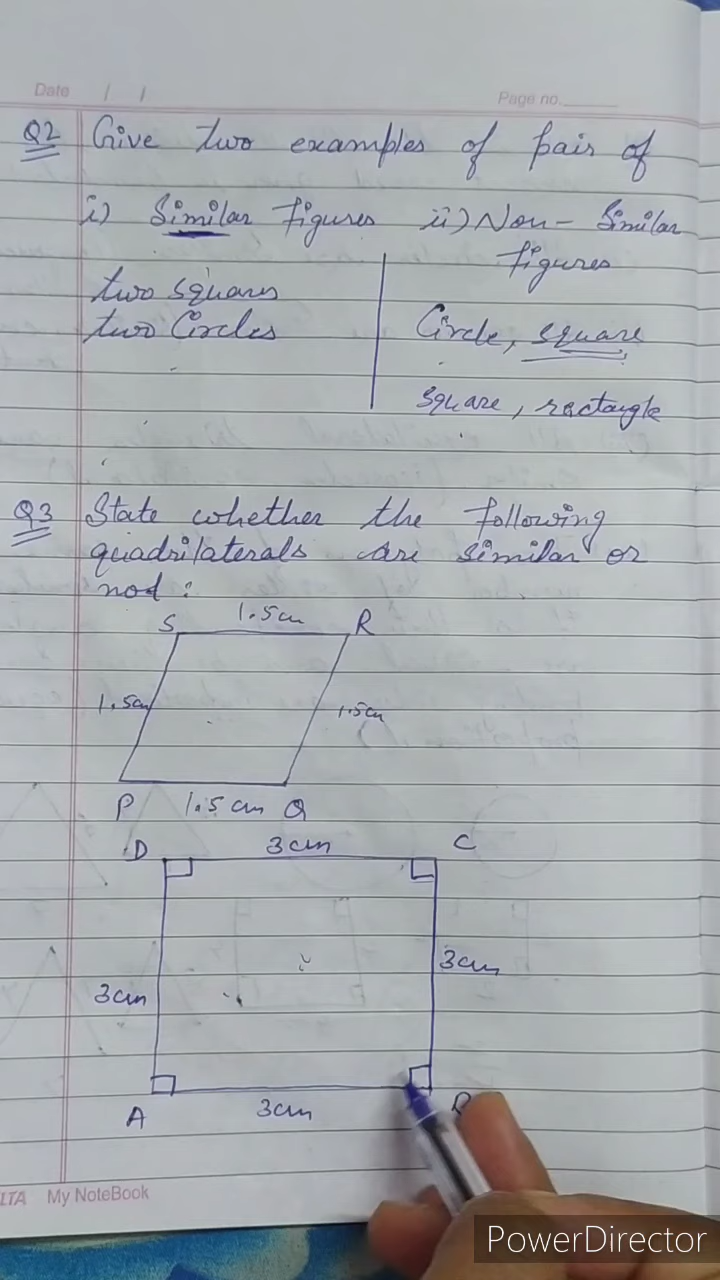 Date / /
Page no.
Q2 Give two examples of pair of
i) Similar figures ii) Non-Similar
figures
two squares
two Circles
Circle, square
square, rectangle
Q3 State whether the following
quadrilaterals are similar or
not:
S 1.5cm R
1.5cm 1.5cm
P 1.5 cm Q
D 3cm C
3cm 3cm
A 3cm B
LTA My NoteBook
PowerDirector